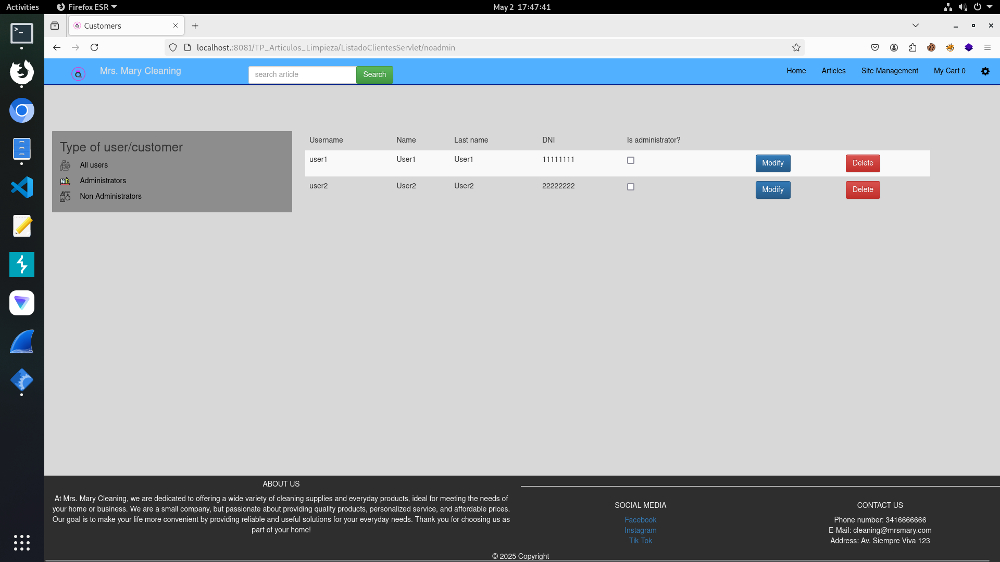 Activities
Firefox ESR
May 2 17:47:41
Customers
localhost.:8081/TP_Articulos_Limpieza/ListadoClientesServlet/noadmin
Mrs. Mary Cleaning
search article
Search
Home
Articles
Site Management
My Cart 0
Type of user/customer
All users
Administrators
Non Administrators
Username Name Last name DNI Is administrator?
user1 User1 User1 11111111 Modify Delete
user2 User2 User2 22222222 Modify Delete
ABOUT US
At Mrs. Mary Cleaning, we are dedicated to offering a wide variety of cleaning supplies and everyday products, ideal for meeting the needs of
your home or business. We are a small company, but passionate about providing quality products, personalized service, and affordable prices.
Our goal is to make your life more convenient by providing reliable and useful solutions for your everyday needs. Thank you for choosing us as
part of your home!
SOCIAL MEDIA
Facebook
Instagram
Tik Tok
CONTACT US
Phone number: 3416666666
E-Mail: cleaning@mrsmary.com
Address: Av. Siempre Viva 123
© 2025 Copyright